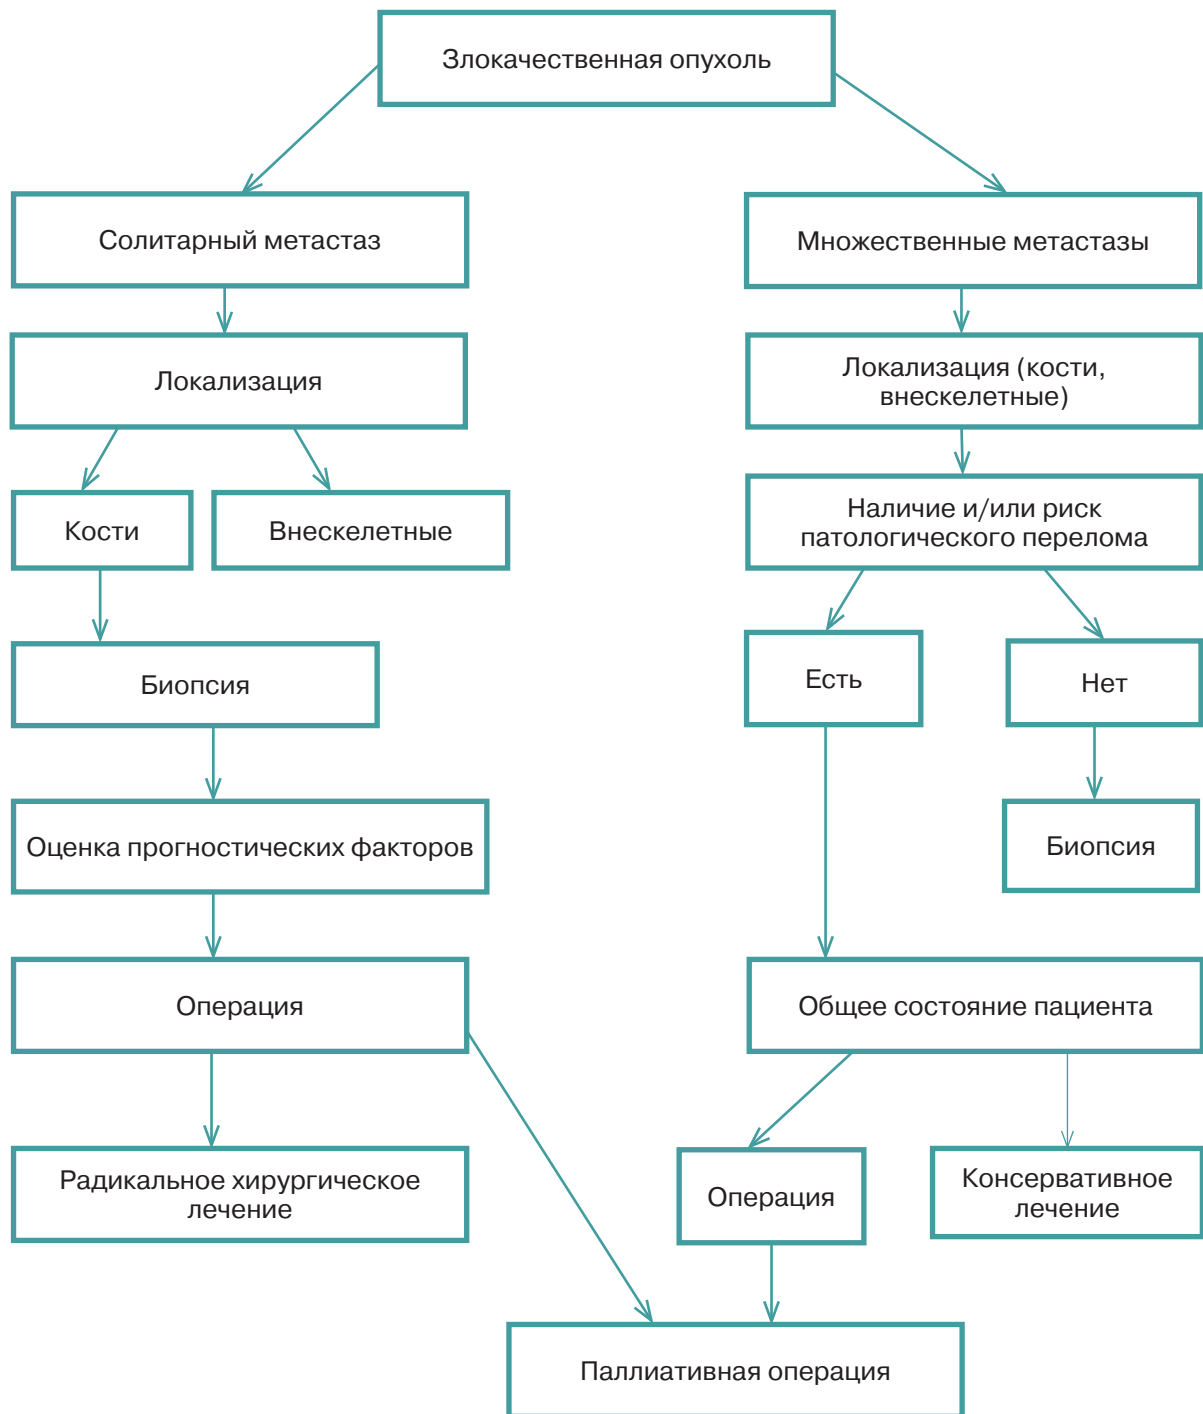 Злокачественная опухоль
Солитарный метастаз
Множественные метастазы
Локализация
Локализация (кости,
внескелетные)
Кости
Внескелетные
Наличие и/или риск
патологического перелома
Биопсия
Есть
Нет
Оценка прогностических факторов
Биопсия
Операция
Общее состояние пациента
Радикальное хирургическое
лечение
Операция
Консервативное
лечение
Паллиативная операция